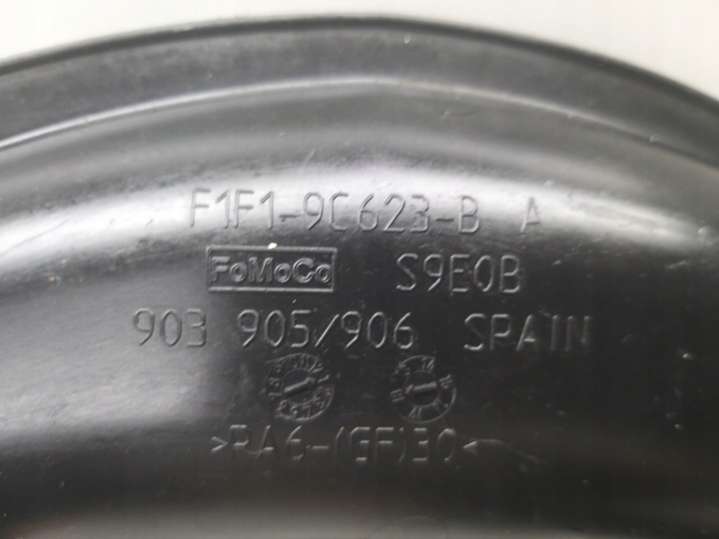 F1F1-9C623-B A
FoMoCo S9E0B
903 905/906 SPAIN
>PA6-(GF)30<